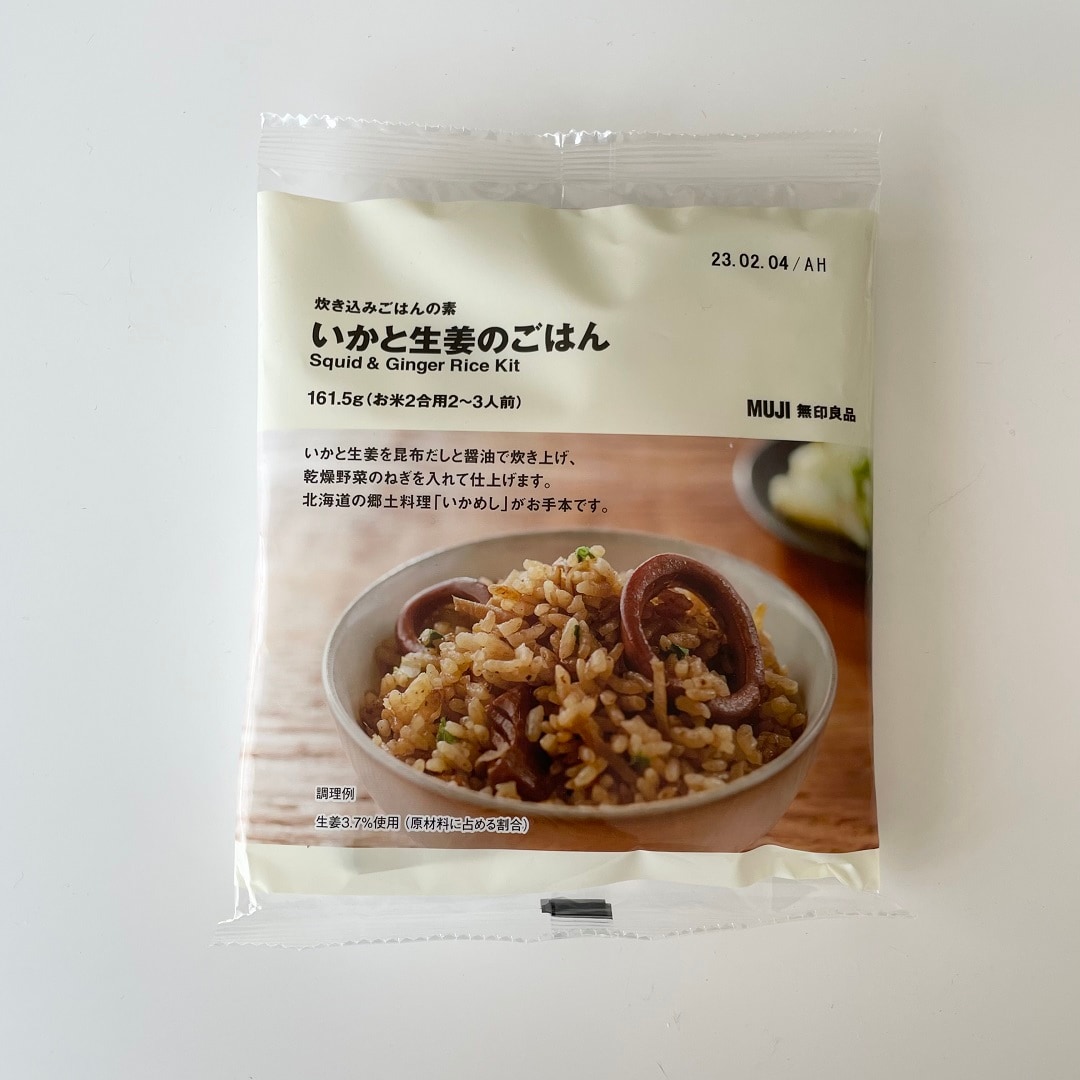 23.02.04/AH
炊き込みごはんの素
いかと生姜のごはん
Squid & Ginger Rice Kit
161.5g(お米2合用2～3人前)
MUJI 無印良品
いかと生姜を昆布だしと醤油で炊き上げ、
乾燥野菜のねぎを入れて仕上げます。
北海道の郷土料理「いかめし」がお手本です。
調理例
生姜3.7%使用（原材料に占める割合）